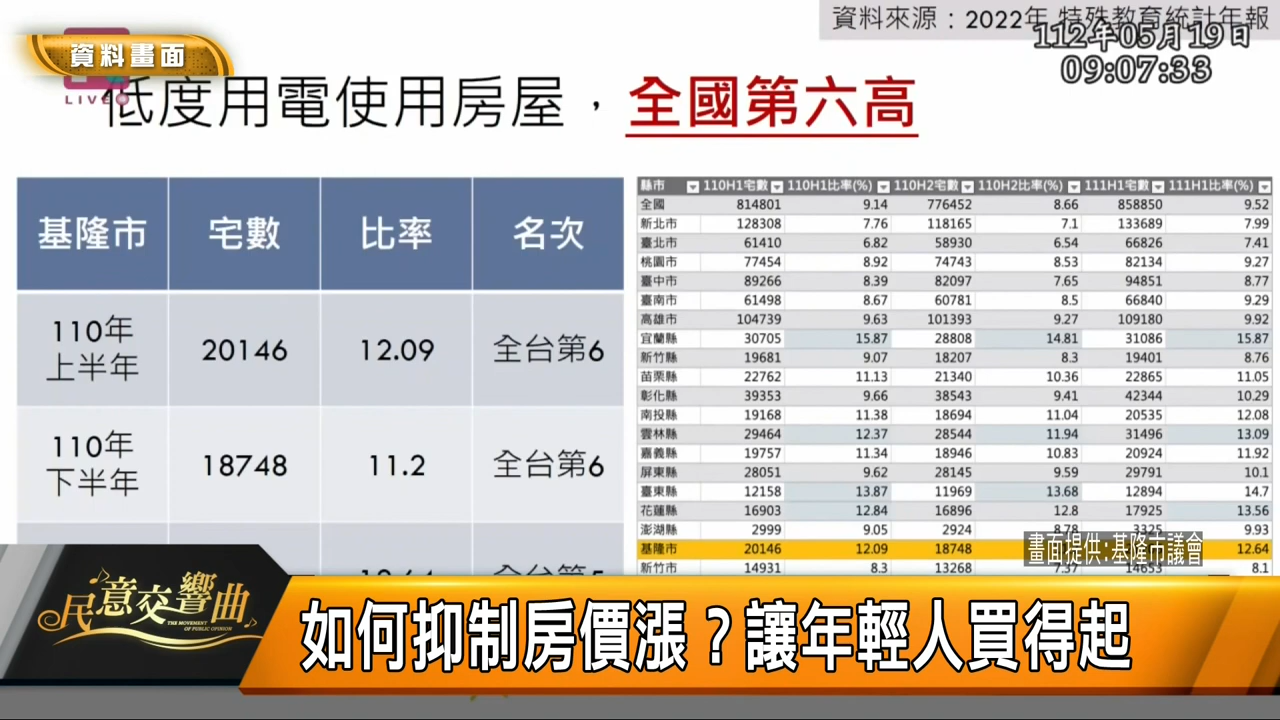 資料來源：2022年 特殊教育統計年報
112年05月19日
09:07:33
資料畫面
LIVE
低度用電使用房屋，全國第六高
基隆市 宅數 比率 名次
110年上半年 20146 12.09 全台第6
110年下半年 18748 11.2 全台第6
縣市 110H1宅數 110H1比率(%) 110H2宅數 110H2比率(%) 111H1宅數 111H1比率(%)
全國 814801 9.14 776452 8.66 858850 9.52
新北市 128308 7.76 118165 7.1 133689 7.99
臺北市 61410 6.82 58930 6.54 66826 7.41
桃園市 77454 8.92 74743 8.53 82134 9.27
臺中市 89266 8.39 82097 7.65 94851 8.77
臺南市 61498 8.67 60781 8.5 66840 9.29
高雄市 104739 9.63 101393 9.27 109180 9.92
宜蘭縣 30705 15.87 28808 14.81 31086 15.87
新竹縣 19681 9.07 18207 8.3 19401 8.76
苗栗縣 22762 11.13 21340 10.36 22865 11.05
彰化縣 39353 9.66 38543 9.41 42344 10.29
南投縣 19168 11.38 18694 11.04 20535 12.08
雲林縣 29464 12.37 28544 11.94 31496 13.09
嘉義縣 19757 11.34 18946 10.83 20924 11.92
屏東縣 28051 9.62 28145 9.59 29791 10.1
臺東縣 12158 13.87 11969 13.68 12894 14.7
花蓮縣 16903 12.84 16896 12.8 17925 13.56
澎湖縣 2999 9.05 2924 8.78 3325 9.93
基隆市 20146 12.09 18748 12.64
新竹市 14931 8.3 13268 7.37 14653 8.1
畫面提供:基隆市議會
民意交響曲
THE MOVEMENT
OF PUBLIC OPINION
如何抑制房價漲？讓年輕人買得起